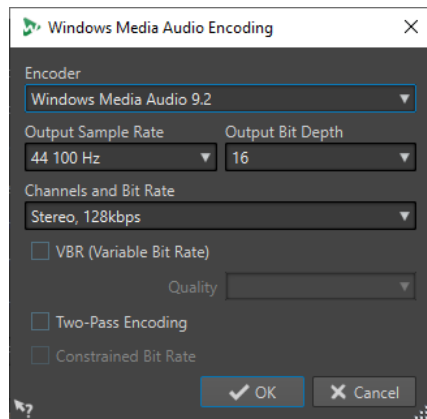 Windows Media Audio Encoding
Encoder
Windows Media Audio 9.2
Output Sample Rate Output Bit Depth
44 100 Hz 16
Channels and Bit Rate
Stereo, 128kbps
VBR (Variable Bit Rate)
Quality
Two-Pass Encoding
Constrained Bit Rate
? OK Cancel